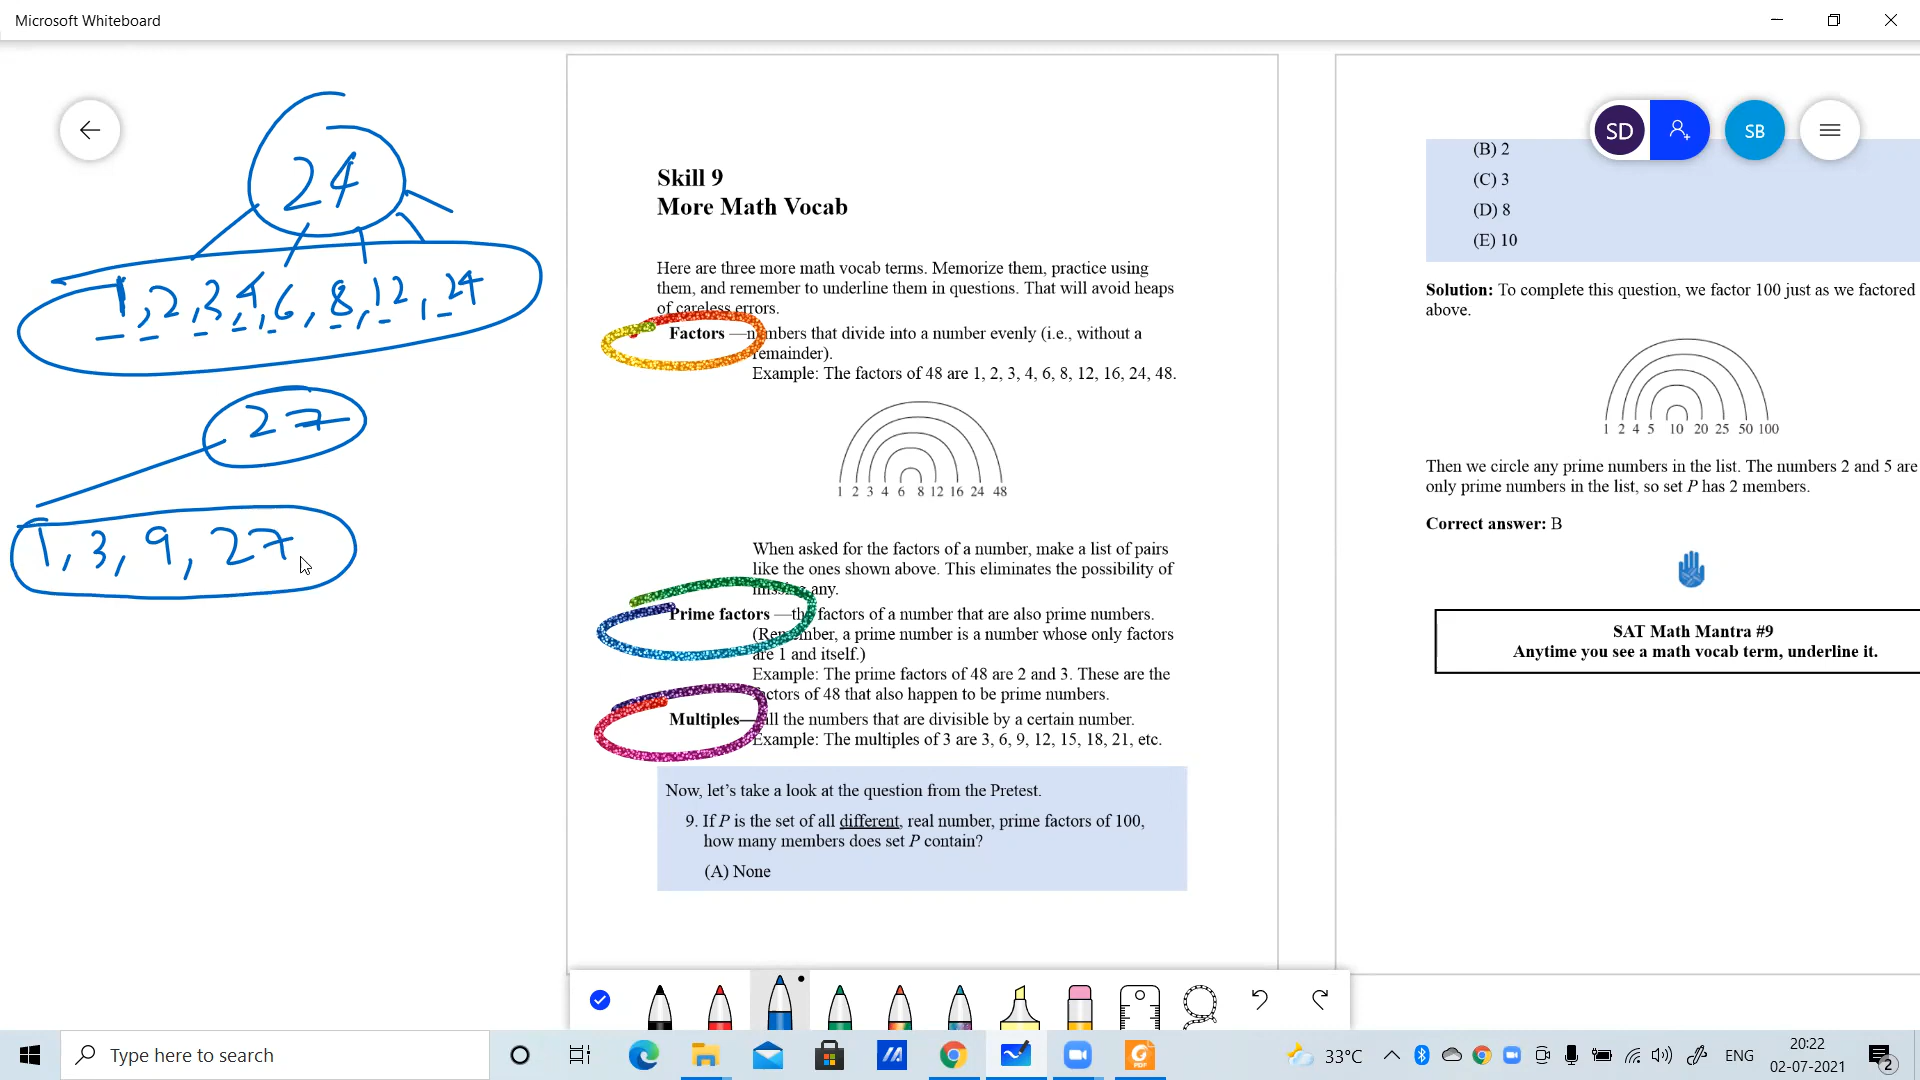 Microsoft Whiteboard
24
1, 2, 3, 4, 6, 8, 12, 24
27
1, 3, 9, 27
Skill 9
More Math Vocab
Here are three more math vocab terms. Memorize them, practice using
them, and remember to underline them in questions. That will avoid heaps
of careless errors.
Factors —numbers that divide into a number evenly (i.e., without a
remainder).
Example: The factors of 48 are 1, 2, 3, 4, 6, 8, 12, 16, 24, 48.
1 2 3 4 6 8 12 16 24 48
When asked for the factors of a number, make a list of pairs
like the ones shown above. This eliminates the possibility of
missing any.
Prime factors —the factors of a number that are also prime numbers.
(Remember, a prime number is a number whose only factors
are 1 and itself.)
Example: The prime factors of 48 are 2 and 3. These are the
factors of 48 that also happen to be prime numbers.
Multiples—all the numbers that are divisible by a certain number.
Example: The multiples of 3 are 3, 6, 9, 12, 15, 18, 21, etc.
Now, let's take a look at the question from the Pretest.
9. If P is the set of all different, real number, prime factors of 100,
how many members does set P contain?
(A) None
SD
SB
(B) 2
(C) 3
(D) 8
(E) 10
Solution: To complete this question, we factor 100 just as we factored
above.
1 2 4 5 10 20 25 50 100
Then we circle any prime numbers in the list. The numbers 2 and 5 are
only prime numbers in the list, so set P has 2 members.
Correct answer: B
SAT Math Mantra #9
Anytime you see a math vocab term, underline it.
Type here to search
33°C
ENG
20:22
02-07-2021
2